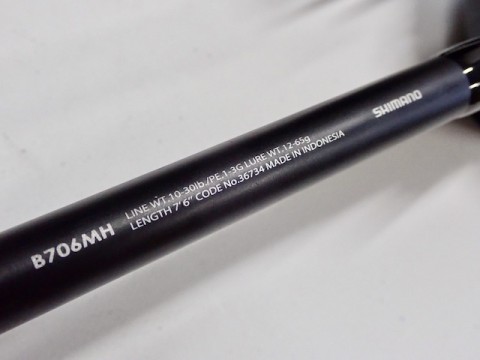 B706MH
LINE WT.10-30lb./PE.1-3G LURE WT.12-65g
LENGTH 7'6" CODE No.36734 MADE IN INDONESIA
SHIMANO